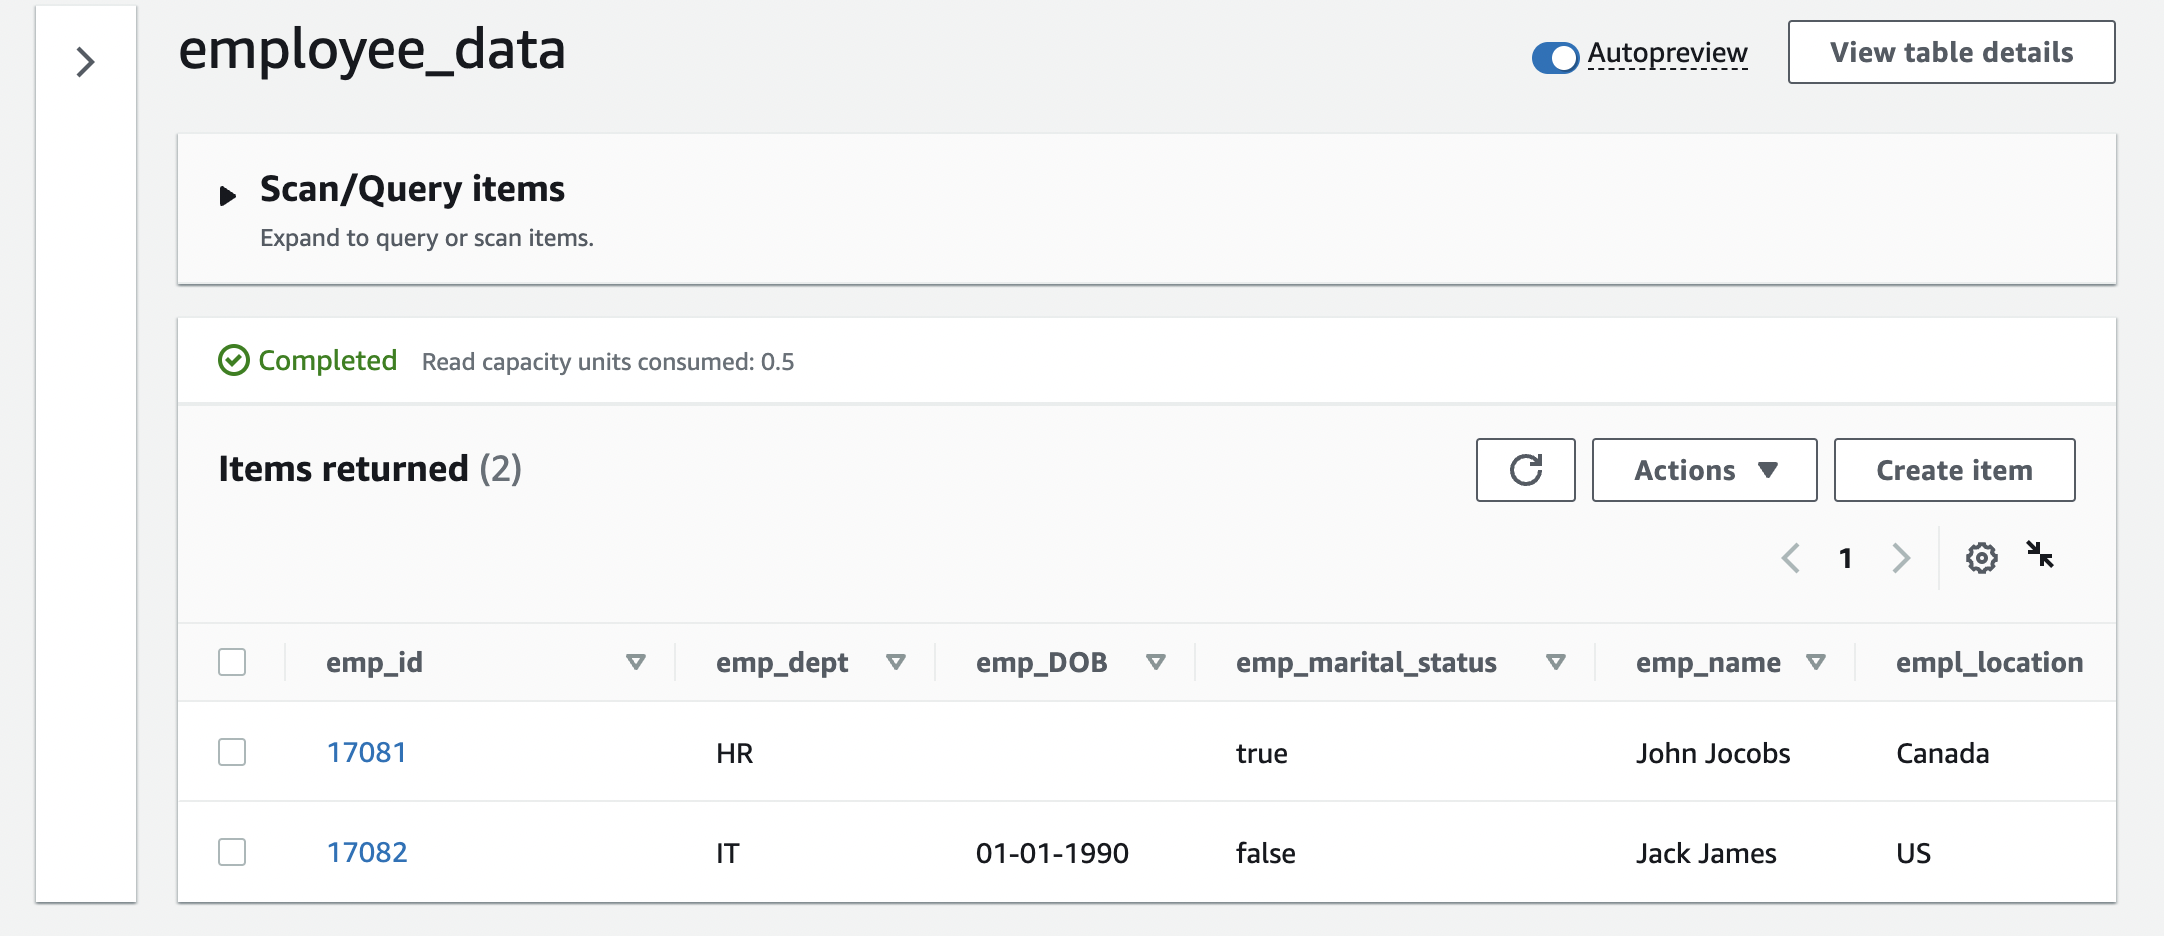 employee_data
Autopreview
View table details
Scan/Query items
Expand to query or scan items.
Completed Read capacity units consumed: 0.5
Items returned (2)
Actions
Create item
1
emp_id emp_dept emp_DOB emp_marital_status emp_name empl_location
17081 HR true John Jocobs Canada
17082 IT 01-01-1990 false Jack James US